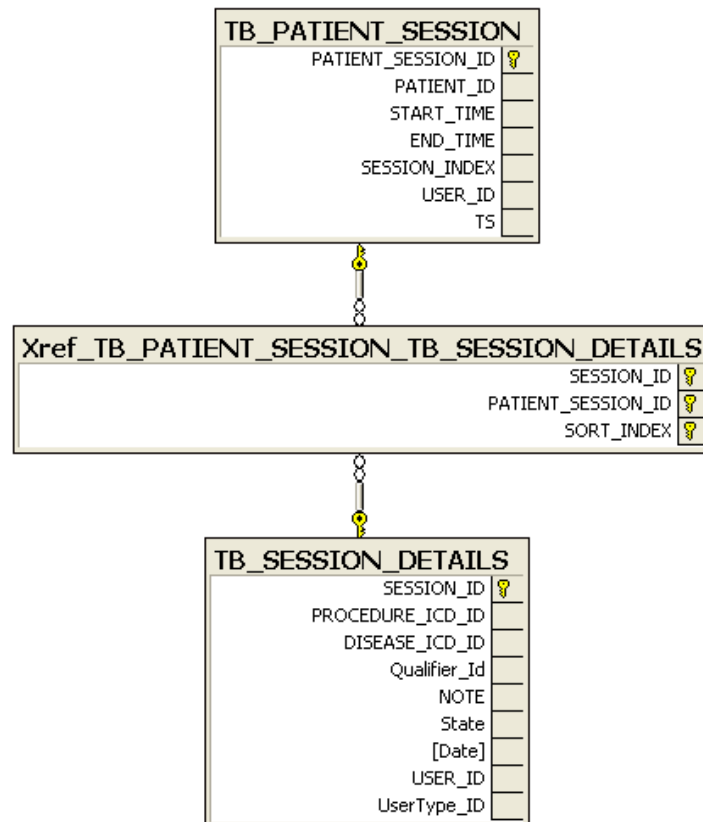 TB_PATIENT_SESSION
PATIENT_SESSION_ID
PATIENT_ID
START_TIME
END_TIME
SESSION_INDEX
USER_ID
TS
Xref_TB_PATIENT_SESSION_TB_SESSION_DETAILS
SESSION_ID
PATIENT_SESSION_ID
SORT_INDEX
TB_SESSION_DETAILS
SESSION_ID
PROCEDURE_ICD_ID
DISEASE_ICD_ID
Qualifier_Id
NOTE
State
[Date]
USER_ID
UserType_ID